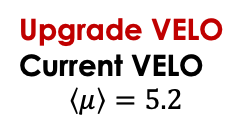 Upgrade VELO
Current VELO
⟨μ⟩ = 5.2